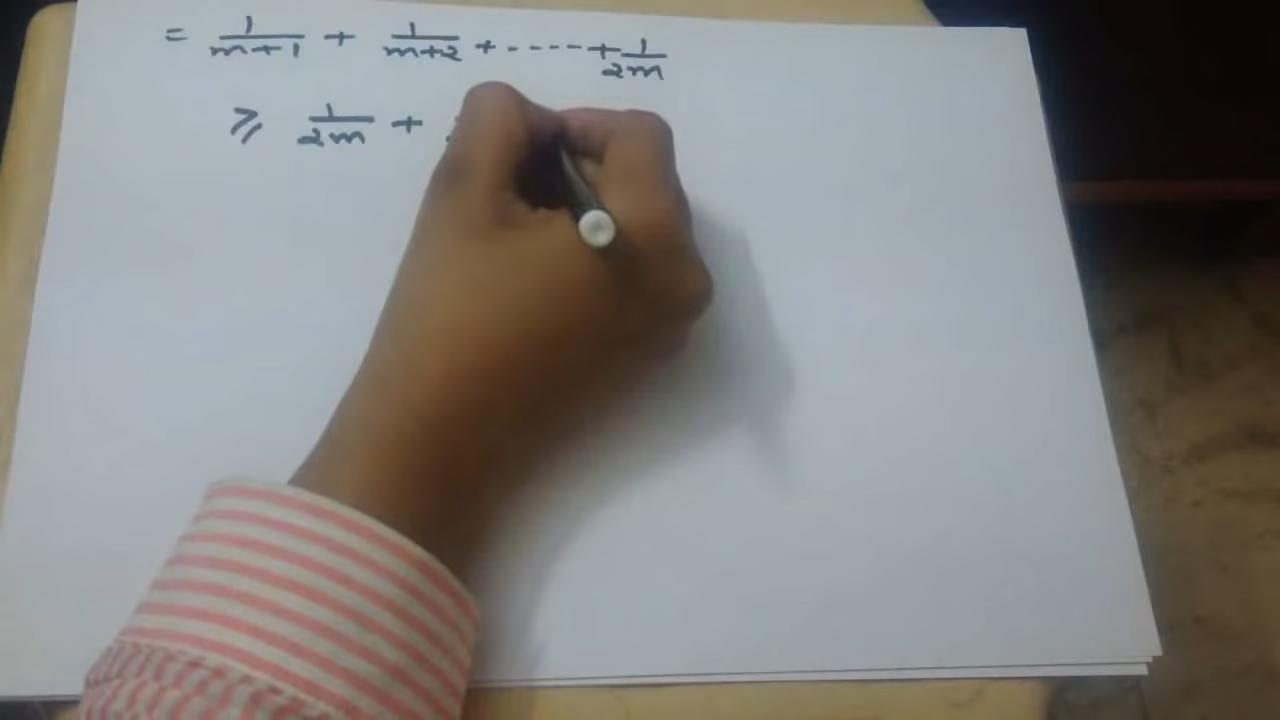 = 1/(m+1) + 1/(m+2) + ----- + 1/2m
⩾ 1/2m +